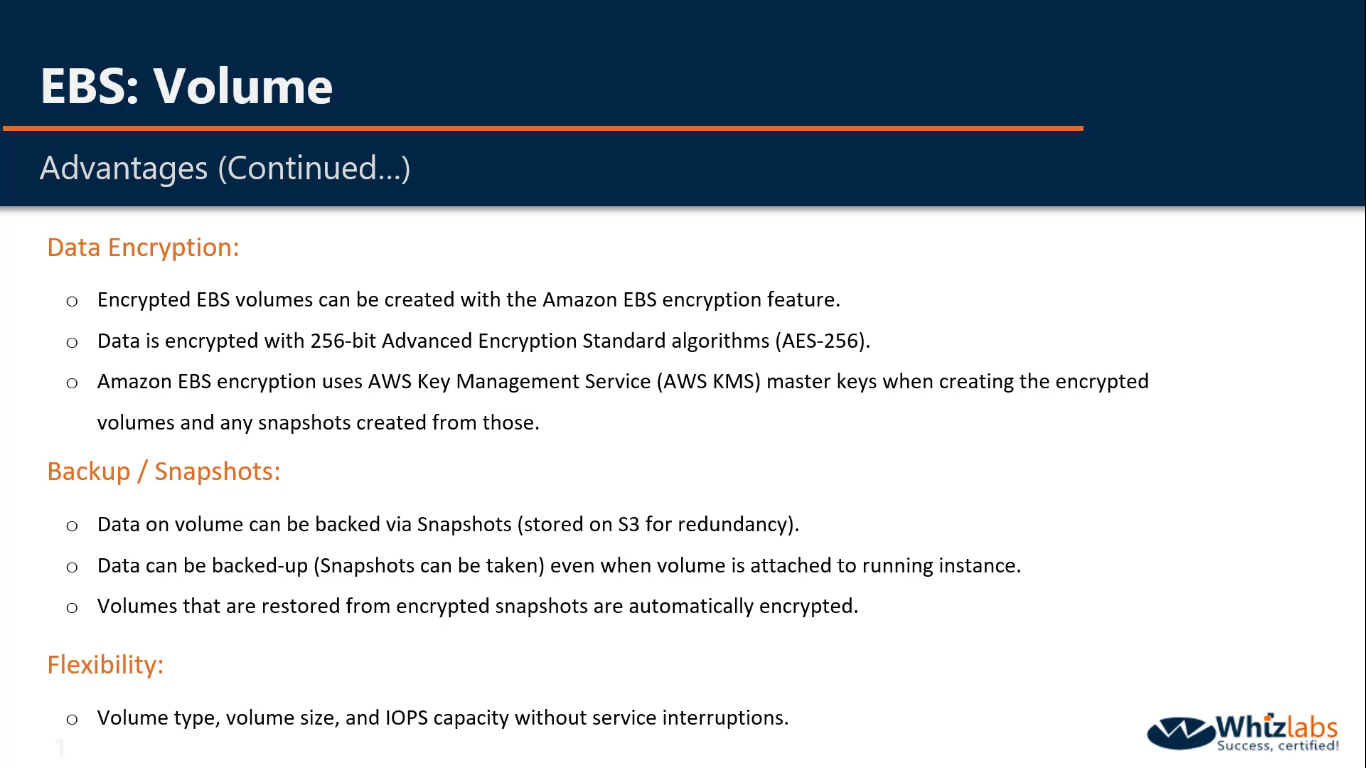 EBS: Volume
Advantages (Continued...)
Data Encryption:
○ Encrypted EBS volumes can be created with the Amazon EBS encryption feature.
○ Data is encrypted with 256-bit Advanced Encryption Standard algorithms (AES-256).
○ Amazon EBS encryption uses AWS Key Management Service (AWS KMS) master keys when creating the encrypted
volumes and any snapshots created from those.
Backup / Snapshots:
○ Data on volume can be backed via Snapshots (stored on S3 for redundancy).
○ Data can be backed-up (Snapshots can be taken) even when volume is attached to running instance.
○ Volumes that are restored from encrypted snapshots are automatically encrypted.
Flexibility:
○ Volume type, volume size, and IOPS capacity without service interruptions.
1
Whizlabs
Success, certified!